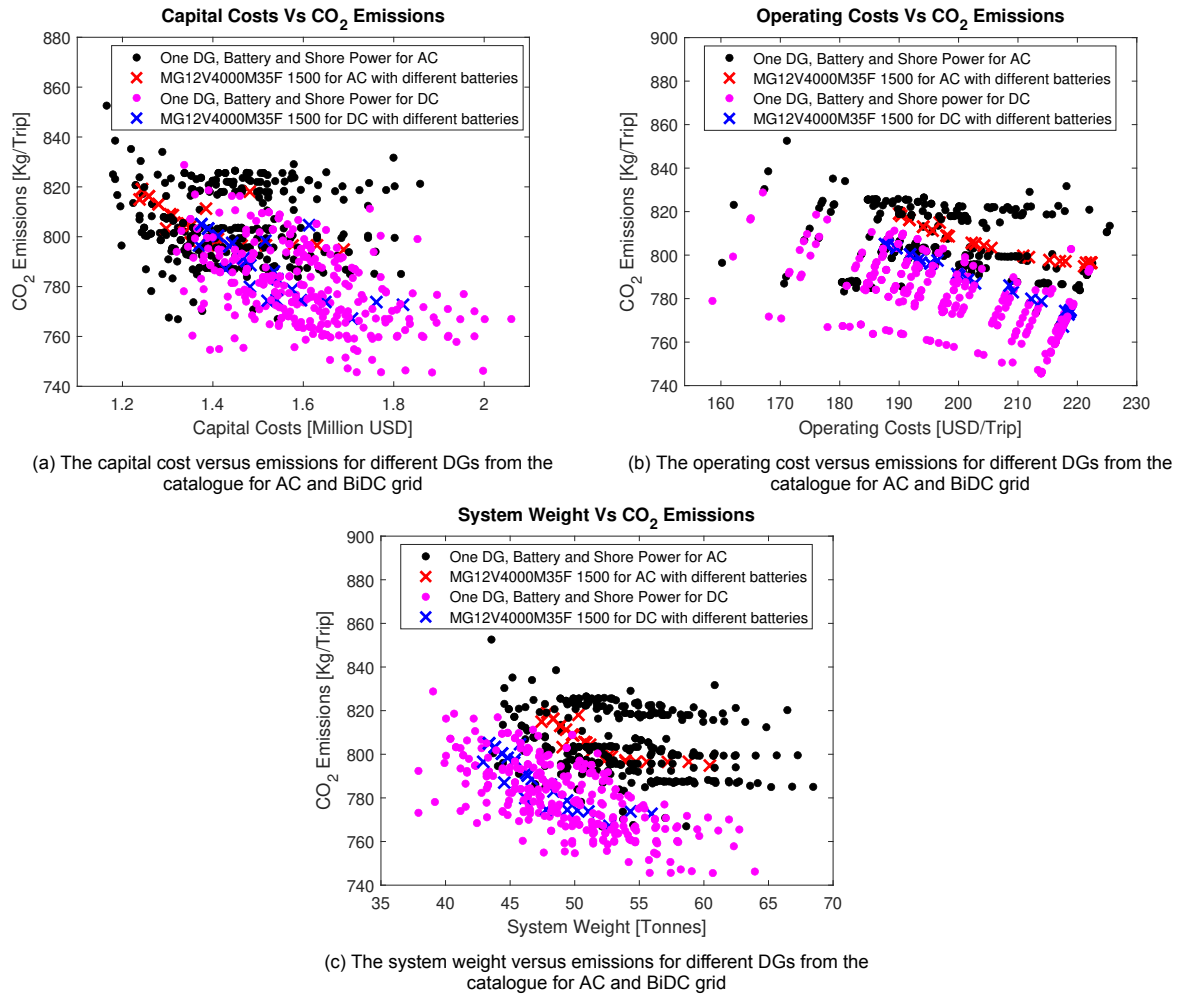 Capital Costs Vs CO2 Emissions
880
860
840
820
800
780
760
740
CO2 Emissions [Kg/Trip]
One DG, Battery and Shore Power for AC
MG12V4000M35F 1500 for AC with different batteries
One DG, Battery and Shore Power for DC
MG12V4000M35F 1500 for DC with different batteries
1.2 1.4 1.6 1.8 2
Capital Costs [Million USD]
(a) The capital cost versus emissions for different DGs from the
catalogue for AC and BiDC grid
Operating Costs Vs CO2 Emissions
900
880
860
840
820
800
780
760
740
CO2 Emissions [Kg/Trip]
One DG, Battery and Shore Power for AC
MG12V4000M35F 1500 for AC with different batteries
One DG, Battery and Shore power for DC
MG12V4000M35F 1500 for DC with different batteries
160 170 180 190 200 210 220 230
Operating Costs [USD/Trip]
(b) The operating cost versus emissions for different DGs from the
catalogue for AC and BiDC grid
System Weight Vs CO2 Emissions
900
880
860
840
820
800
780
760
740
CO2 Emissions [Kg/Trip]
One DG, Battery and Shore Power for AC
MG12V4000M35F 1500 for AC with different batteries
One DG, Battery and Shore Power for DC
MG12V4000M35F 1500 for DC with different batteries
35 40 45 50 55 60 65 70
System Weight [Tonnes]
(c) The system weight versus emissions for different DGs from the
catalogue for AC and BiDC grid